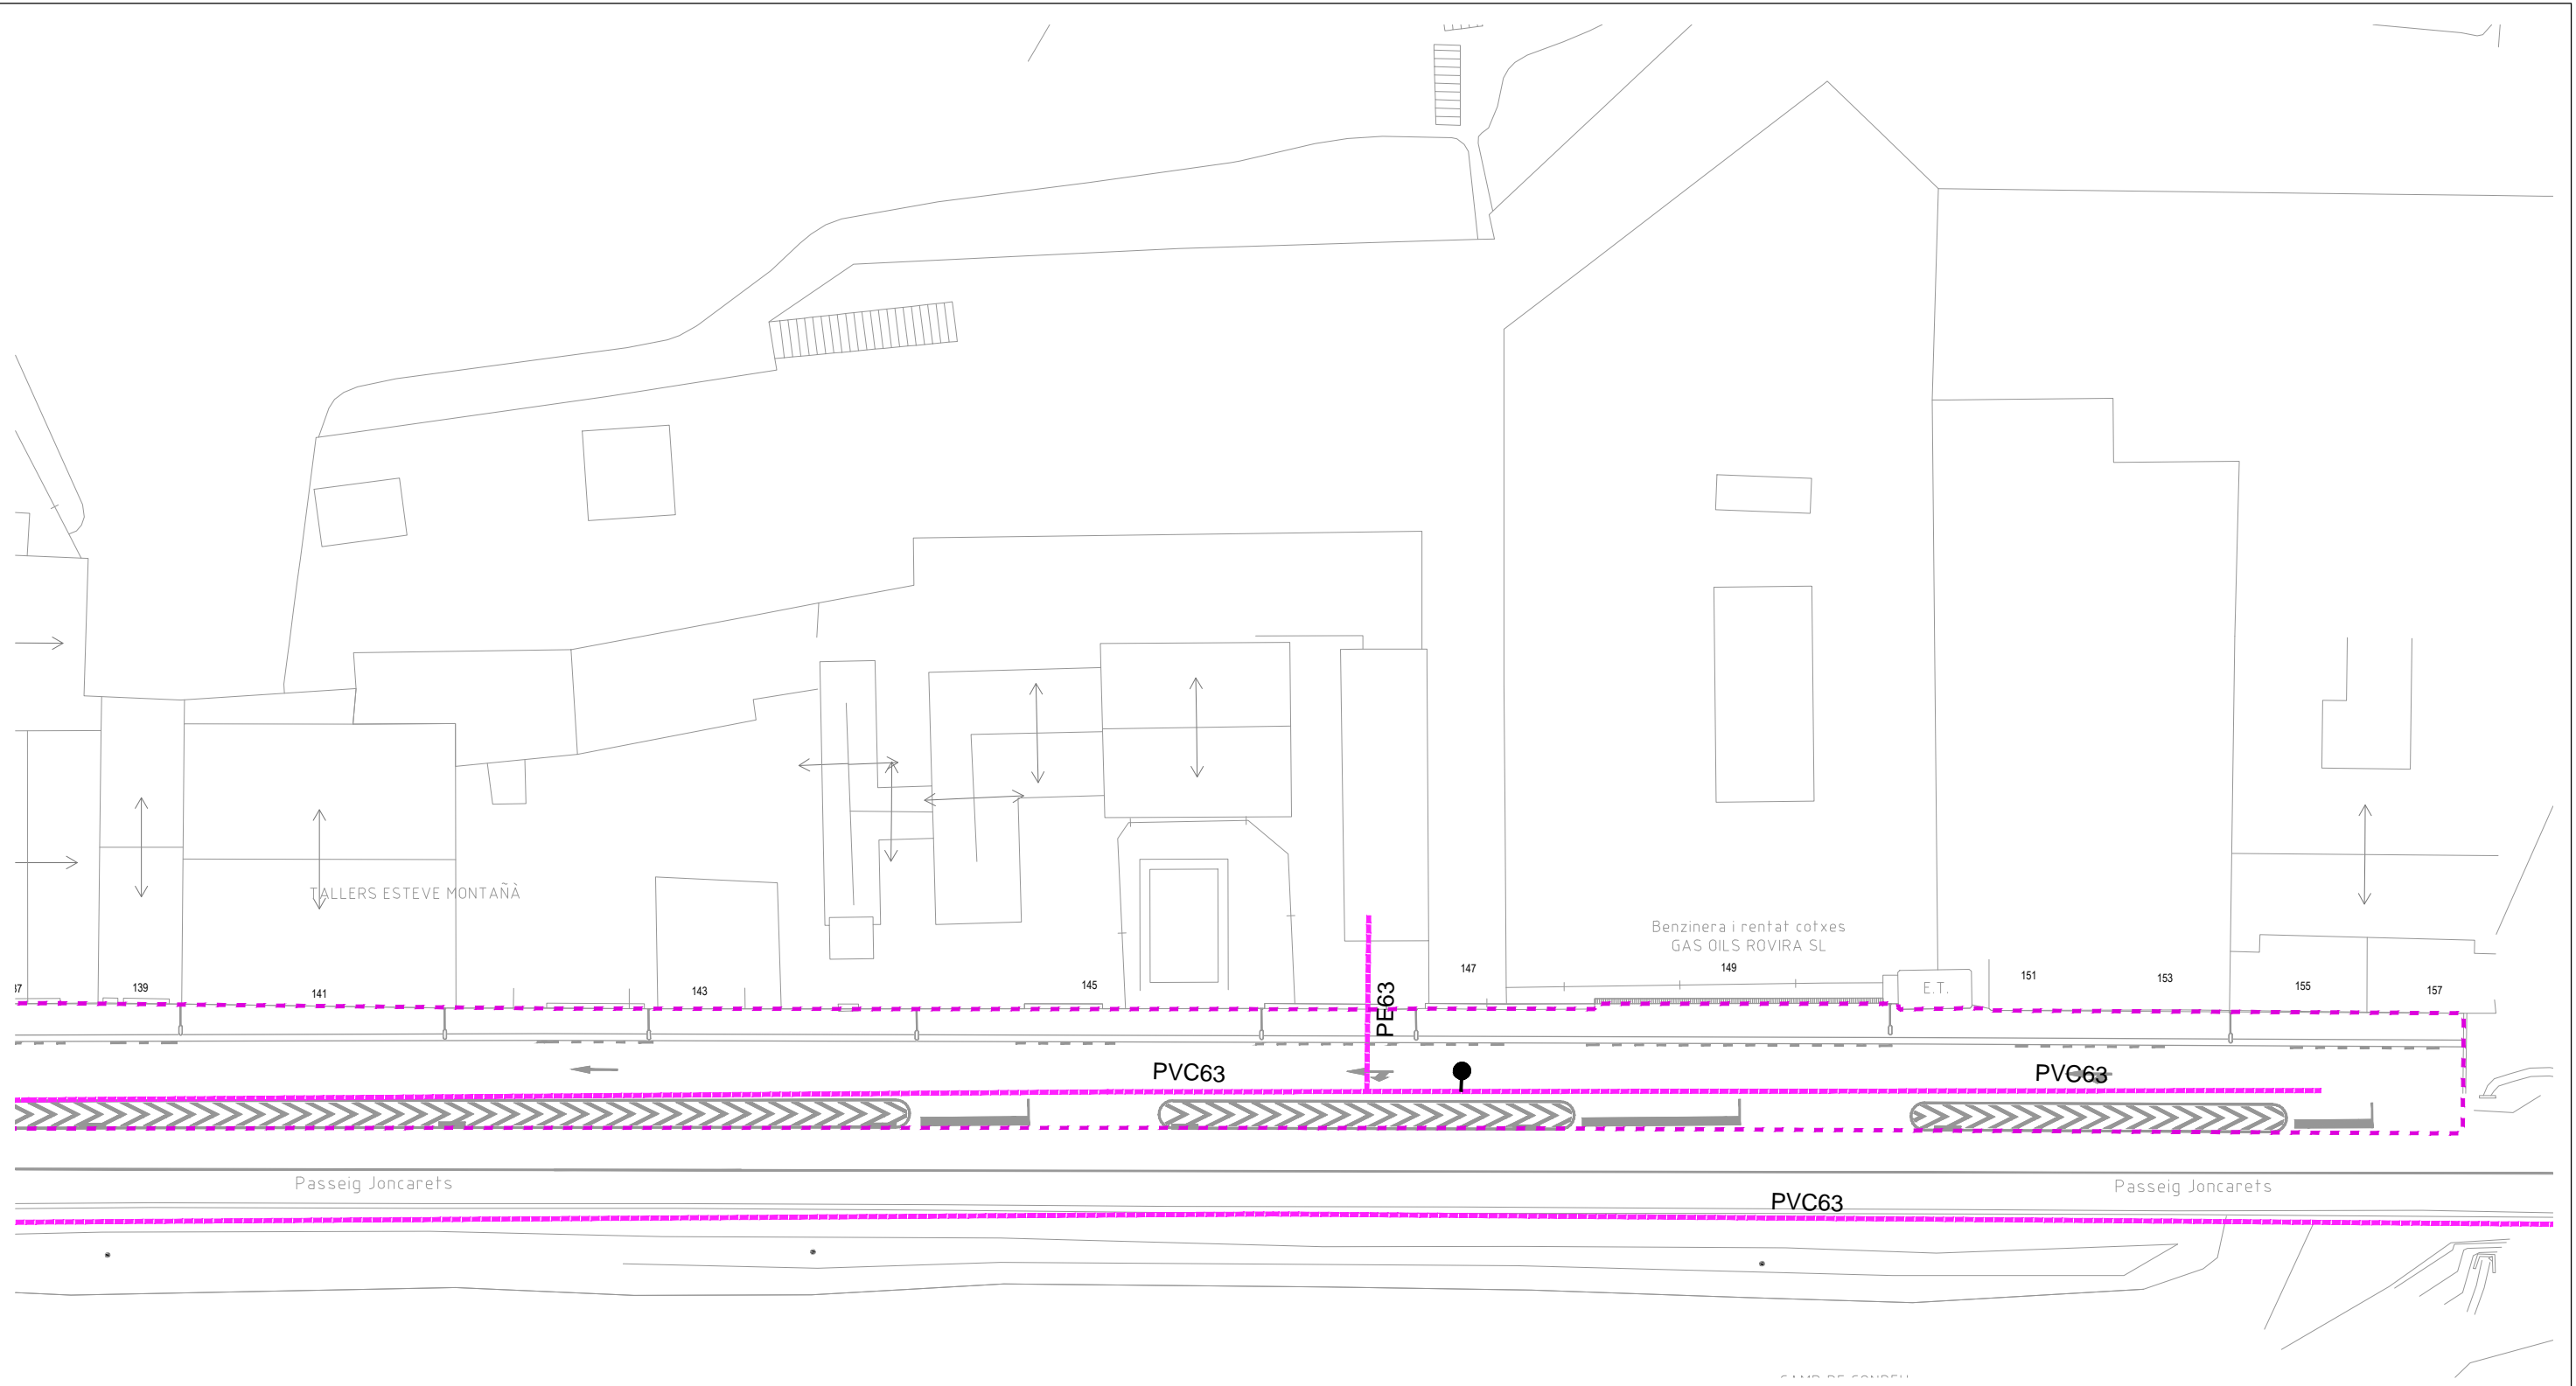 TALLERS ESTEVE MONTAÑÀ
Benzinera i rentat cotxes
GAS OILS ROVIRA SL
147
149
151
153
155
157
E.T.
37
139
141
143
145
PE63
PVC63
PVC63
Passeig Joncarets
Passeig Joncarets
PVC63